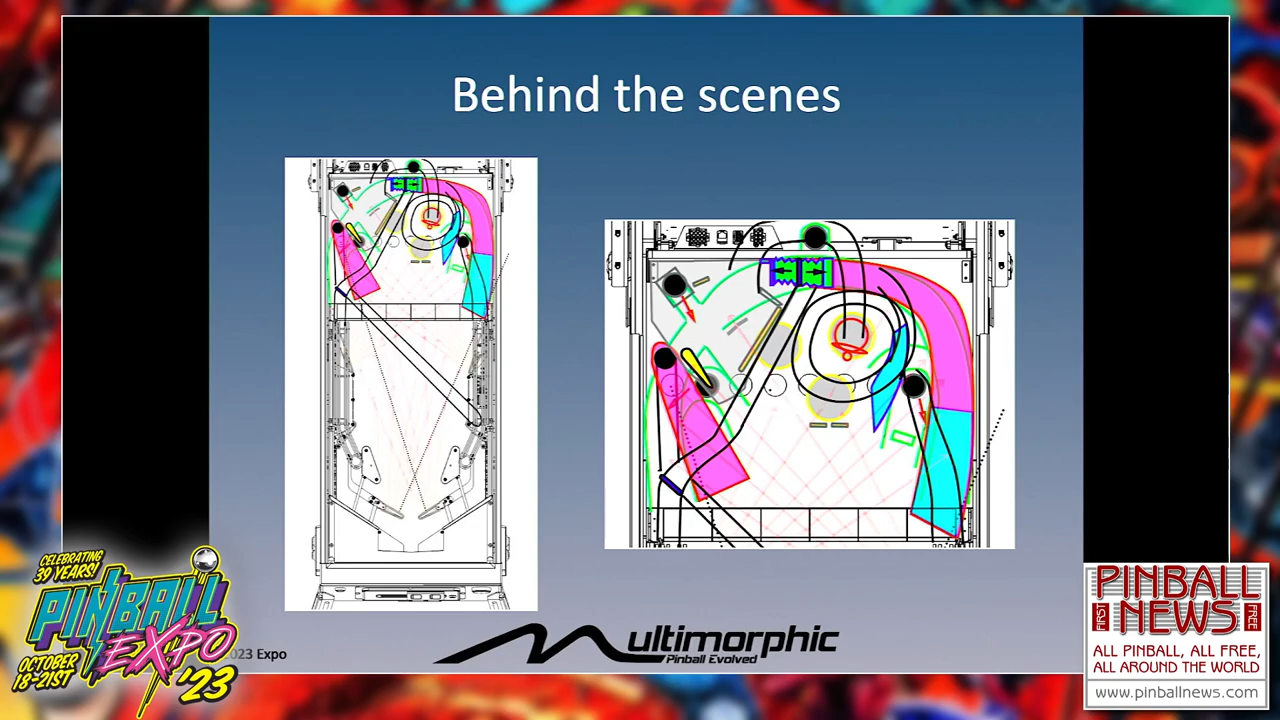 Behind the scenes
CELEBRATING
39 YEARS!
PINBALL
EXPO
OCTOBER
18-21ST
'23
2023 Expo
Multimorphic
Pinball Evolved
PINBALL
FIRST NEWS FREE
ALL PINBALL, ALL FREE,
ALL AROUND THE WORLD
www.pinballnews.com